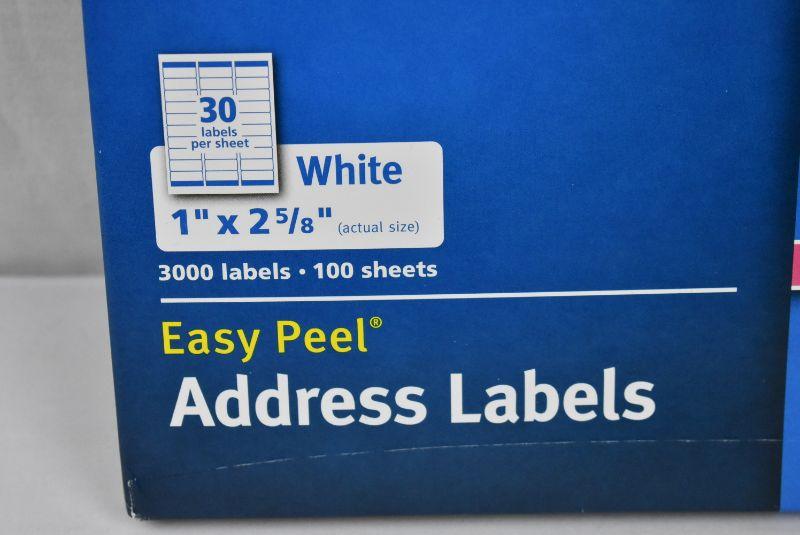 30
labels
per sheet
White
1" x 2 5/8" (actual size)
3000 labels • 100 sheets
Easy Peel®
Address Labels